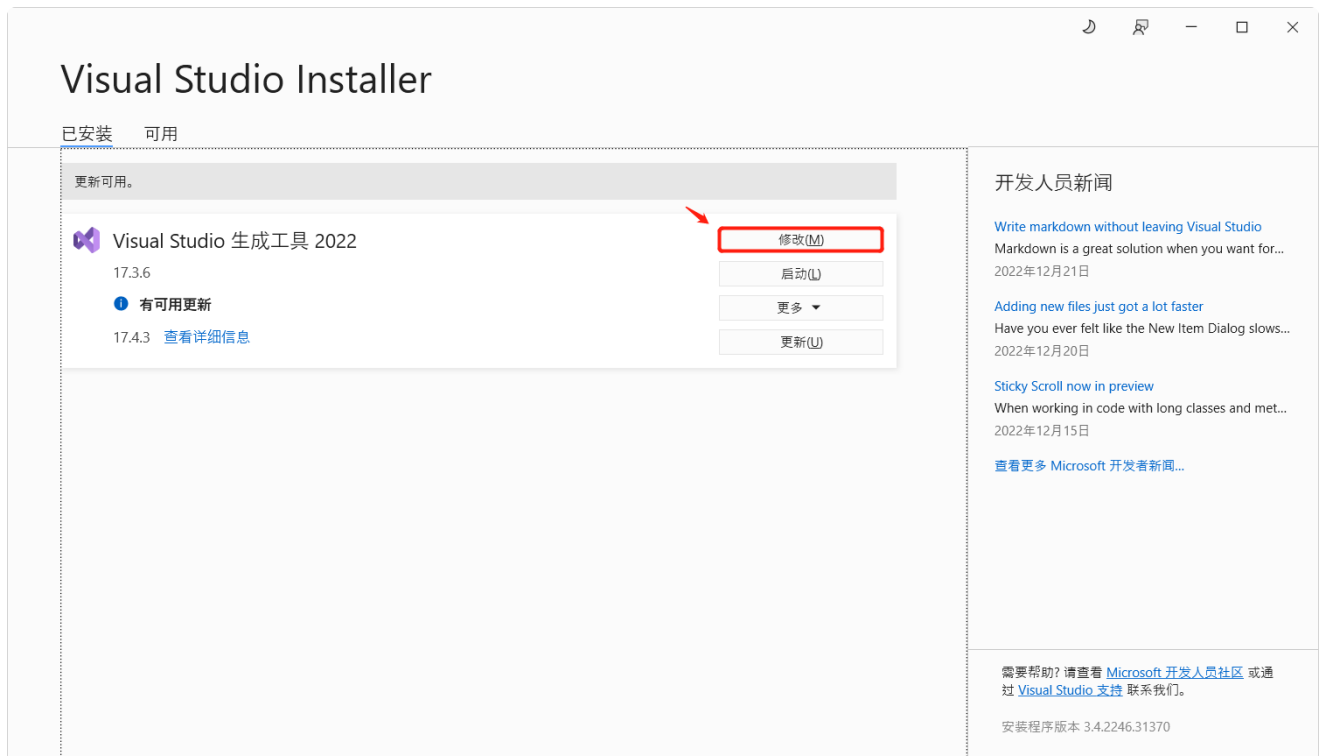 Visual Studio Installer
已安装 可用
更新可用。
Visual Studio 生成工具 2022
17.3.6
有可用更新
17.4.3 查看详细信息
修改(M)
启动(L)
更多
更新(U)
开发人员新闻
Write markdown without leaving Visual Studio
Markdown is a great solution when you want for...
2022年12月21日
Adding new files just got a lot faster
Have you ever felt like the New Item Dialog slows...
2022年12月20日
Sticky Scroll now in preview
When working in code with long classes and met...
2022年12月15日
查看更多 Microsoft 开发者新闻...
需要帮助? 请查看 Microsoft 开发人员社区 或通
过 Visual Studio 支持 联系我们。
安装程序版本 3.4.2246.31370